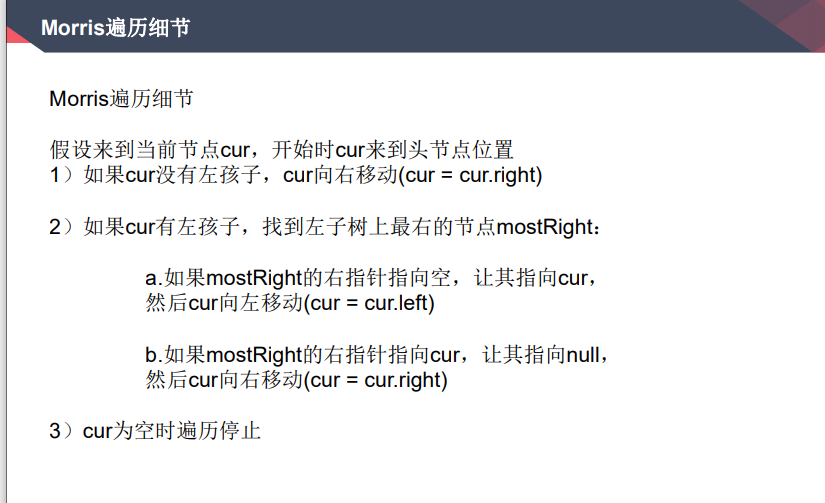 Morris遍历细节
Morris遍历细节
假设来到当前节点cur，开始时cur来到头节点位置
1）如果cur没有左孩子，cur向右移动(cur = cur.right)
2）如果cur有左孩子，找到左子树上最右的节点mostRight：
a.如果mostRight的右指针指向空，让其指向cur，
然后cur向左移动(cur = cur.left)
b.如果mostRight的右指针指向cur，让其指向null，
然后cur向右移动(cur = cur.right)
3）cur为空时遍历停止